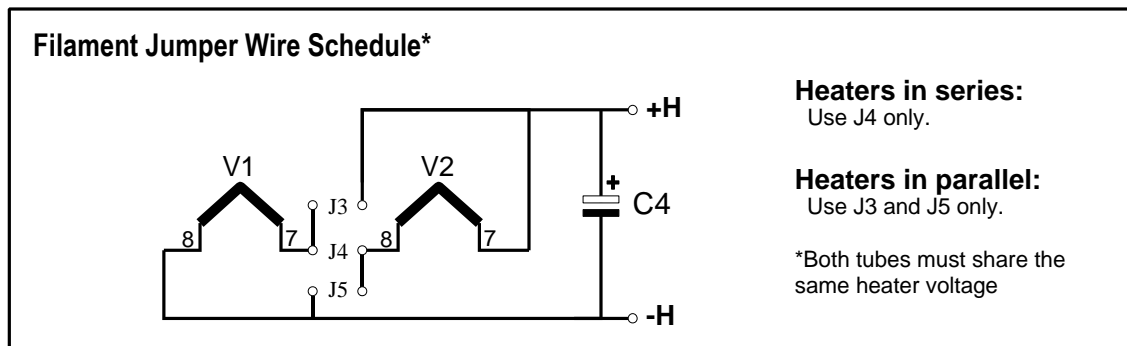 Filament Jumper Wire Schedule*
+H
Heaters in series:
Use J4 only.
V1
V2
J3
+
C4
Heaters in parallel:
Use J3 and J5 only.
8
7
J4
8
7
J5
*Both tubes must share the
same heater voltage
-H